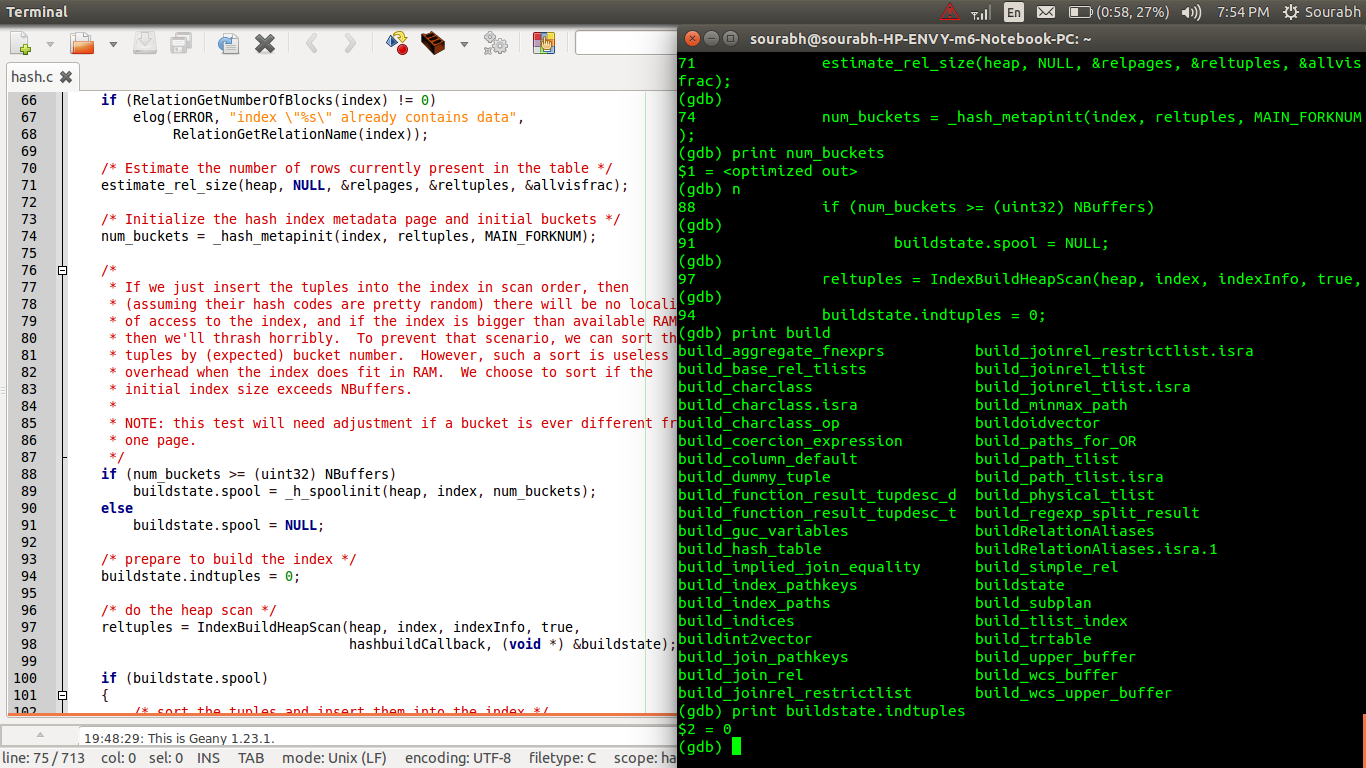 Terminal
En
(0:58, 27%)
7:54 PM
Sourabh
hash.c
66 if (RelationGetNumberOfBlocks(index) != 0)
67 elog(ERROR, "index \"%s\" already contains data",
68 RelationGetRelationName(index));
69
70 /* Estimate the number of rows currently present in the table */
71 estimate_rel_size(heap, NULL, &relpages, &reltuples, &allvisfrac);
72
73 /* Initialize the hash index metadata page and initial buckets */
74 num_buckets = _hash_metapinit(index, reltuples, MAIN_FORKNUM);
75
76 /*
77 * If we just insert the tuples into the index in scan order, then
78 * (assuming their hash codes are pretty random) there will be no locali
79 * of access to the index, and if the index is bigger than available RAM
80 * then we'll thrash horribly. To prevent that scenario, we can sort th
81 * tuples by (expected) bucket number. However, such a sort is useless
82 * overhead when the index does fit in RAM. We choose to sort if the
83 * initial index size exceeds NBuffers.
84 *
85 * NOTE: this test will need adjustment if a bucket is ever different fr
86 * one page.
87 */
88 if (num_buckets >= (uint32) NBuffers)
89 buildstate.spool = _h_spoolinit(heap, index, num_buckets);
90 else
91 buildstate.spool = NULL;
92
93 /* prepare to build the index */
94 buildstate.indtuples = 0;
95
96 /* do the heap scan */
97 reltuples = IndexBuildHeapScan(heap, index, indexInfo, true,
98 hashbuildCallback, (void *) &buildstate);
99
100 if (buildstate.spool)
101 {
102 /* sort the tuples and insert them into the index */
19:48:29: This is Geany 1.23.1.
line: 75 / 713 col: 0 sel: 0 INS TAB mode: Unix (LF) encoding: UTF-8 filetype: C scope: ha
sourabh@sourabh-HP-ENVY-m6-Notebook-PC: ~
71 estimate_rel_size(heap, NULL, &relpages, &reltuples, &allvis
frac);
(gdb)
74 num_buckets = _hash_metapinit(index, reltuples, MAIN_FORKNUM
);
(gdb) print num_buckets
$1 = <optimized out>
(gdb) n
88 if (num_buckets >= (uint32) NBuffers)
(gdb)
91 buildstate.spool = NULL;
(gdb)
97 reltuples = IndexBuildHeapScan(heap, index, indexInfo, true,
(gdb)
94 buildstate.indtuples = 0;
(gdb) print build
build_aggregate_fnexprs build_joinrel_restrictlist.isra
build_base_rel_tlists build_joinrel_tlist
build_charclass build_joinrel_tlist.isra
build_charclass.isra build_minmax_path
build_charclass_op buildoidvector
build_coercion_expression build_paths_for_OR
build_column_default build_path_tlist
build_dummy_tuple build_path_tlist.isra
build_function_result_tupdesc_d build_physical_tlist
build_function_result_tupdesc_t build_regexp_split_result
build_guc_variables buildRelationAliases
build_hash_table buildRelationAliases.isra.1
build_implied_join_equality build_simple_rel
build_index_pathkeys buildstate
build_index_paths build_subplan
build_indices build_tlist_index
buildint2vector build_trtable
build_join_pathkeys build_upper_buffer
build_join_rel build_wcs_buffer
build_joinrel_restrictlist build_wcs_upper_buffer
(gdb) print buildstate.indtuples
$2 = 0
(gdb)